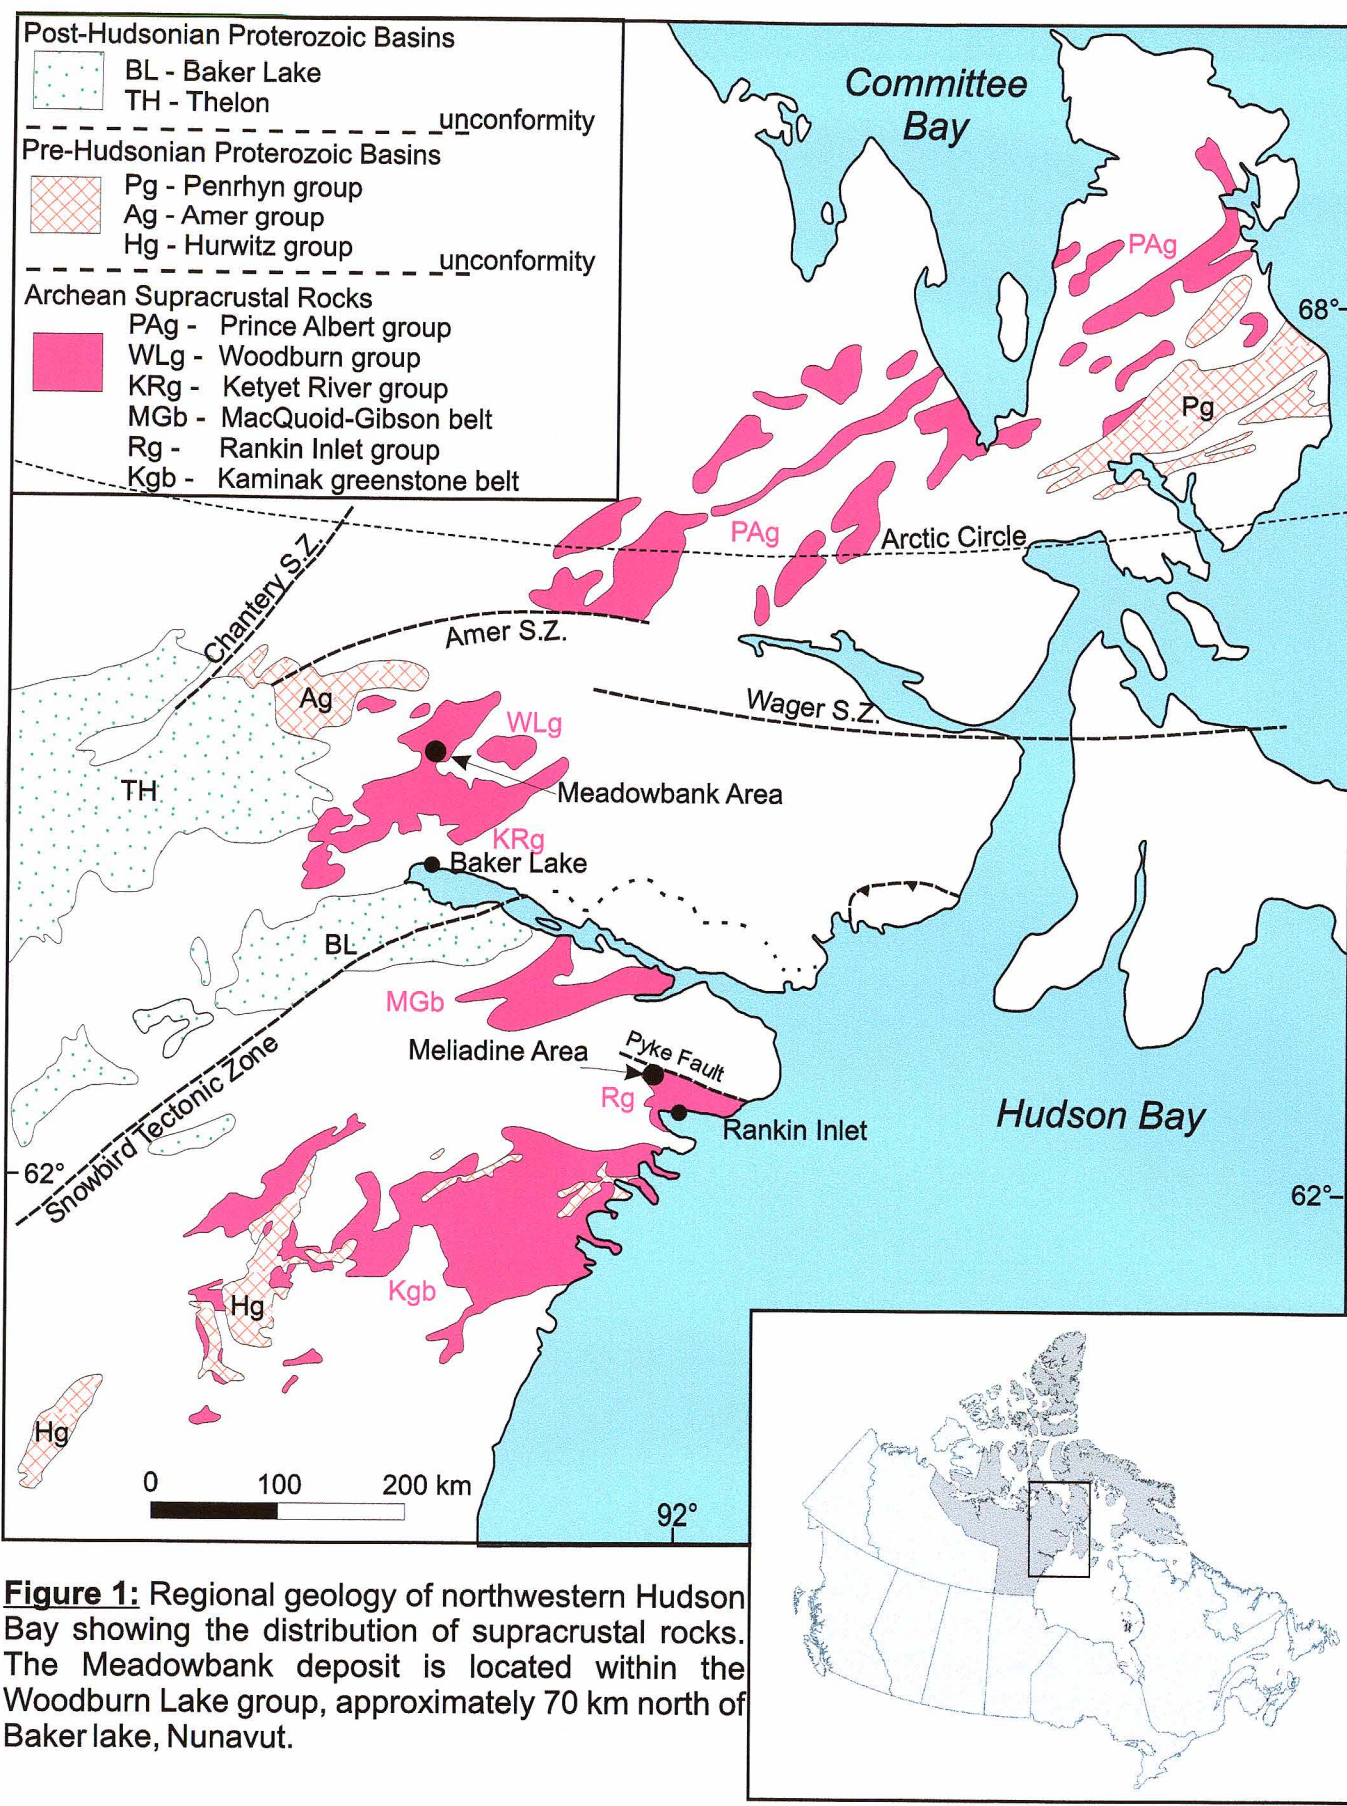 Post-Hudsonian Proterozoic Basins
BL - Baker Lake
TH - Thelon
unconformity
Pre-Hudsonian Proterozoic Basins
Pg - Penrhyn group
Ag - Amer group
Hg - Hurwitz group
unconformity
Archean Supracrustal Rocks
PAg - Prince Albert group
WLg - Woodburn group
KRg - Ketyet River group
MGb - MacQuoid-Gibson belt
Rg - Rankin Inlet group
Kgb - Kaminak greenstone belt
Committee
Bay
PAg
68°
Pg
PAg
Arctic Circle
Chantery S.Z.
Amer S.Z.
Ag
Wager S.Z.
WLg
TH
Meadowbank Area
KRg
Baker Lake
BL
MGb
Meliadine Area
Pyke Fault
Rg
Rankin Inlet
Hudson Bay
Snowbird Tectonic Zone
62°
62°
Kgb
Hg
Hg
0 100 200 km
92°
Figure 1: Regional geology of northwestern Hudson
Bay showing the distribution of supracrustal rocks.
The Meadowbank deposit is located within the
Woodburn Lake group, approximately 70 km north of
Baker lake, Nunavut.